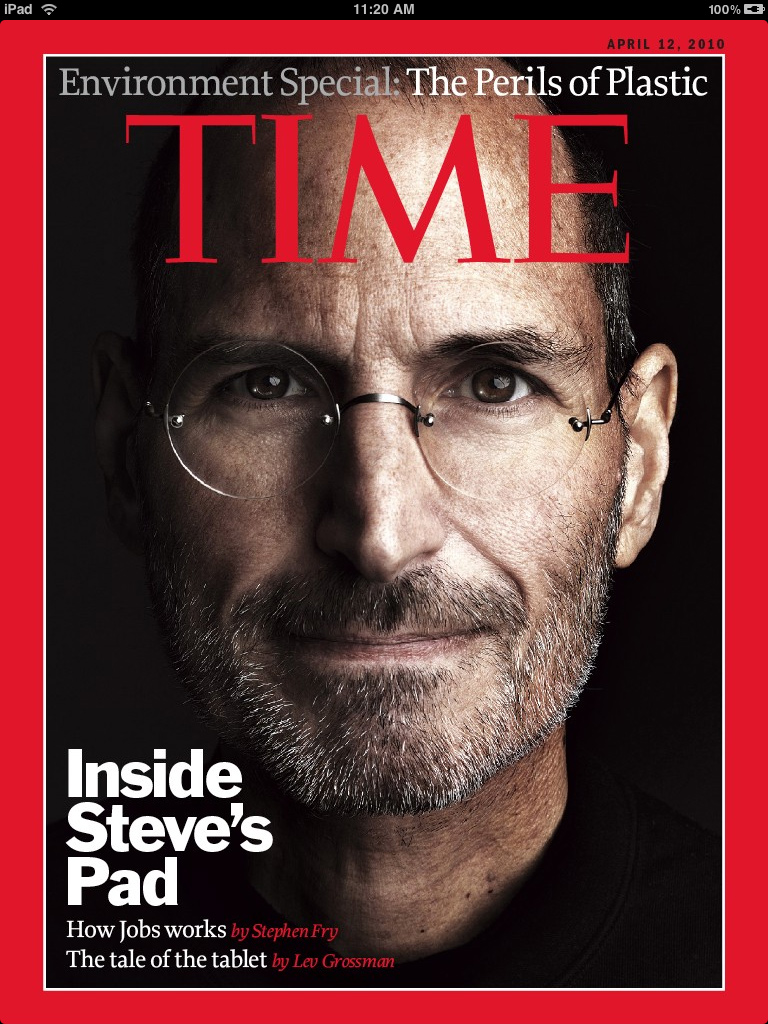 iPad 11:20 AM 100%
APRIL 12, 2010
Environment Special: The Perils of Plastic
TIME
Inside
Steve’s
Pad
How Jobs works by Stephen Fry
The tale of the tablet by Lev Grossman